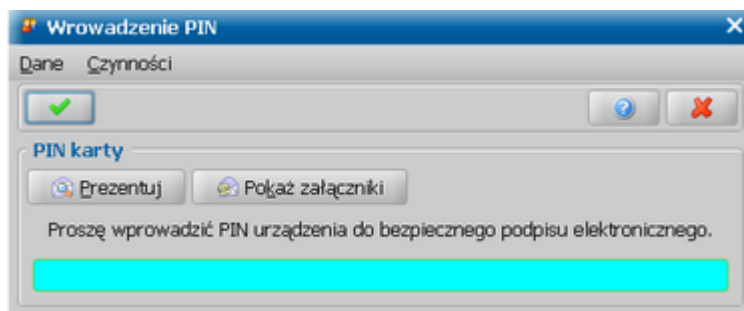 Wrowadzenie PIN
Dane Czynności
PIN karty
Prezentuj Pokaż załączniki
Proszę wprowadzić PIN urządzenia do bezpiecznego podpisu elektronicznego.